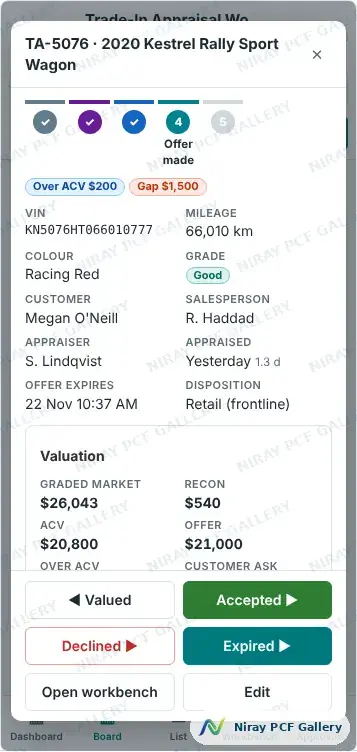 Trade-In Appraisal Wo
TA-5076 · 2020 Kestrel Rally Sport
Wagon
×
4
5
Offer
made
Over ACV $200
Gap $1,500
VIN
MILEAGE
KN5076HT066010777
66,010 km
COLOUR
GRADE
Racing Red
Good
CUSTOMER
SALESPERSON
Megan O'Neill
R. Haddad
APPRAISER
APPRAISED
S. Lindqvist
Yesterday 1.3 d
OFFER EXPIRES
DISPOSITION
22 Nov 10:37 AM
Retail (frontline)
Valuation
GRADED MARKET
RECON
$26,043
$540
ACV
OFFER
$20,800
$21,000
OVER ACV
CUSTOMER ASK
◀ Valued
Accepted ▶
Declined ▶
Expired ▶
Open workbench
Edit
Dashboard
Board
List
Niray PCF Gallery
NIRAY PCF GALLERY